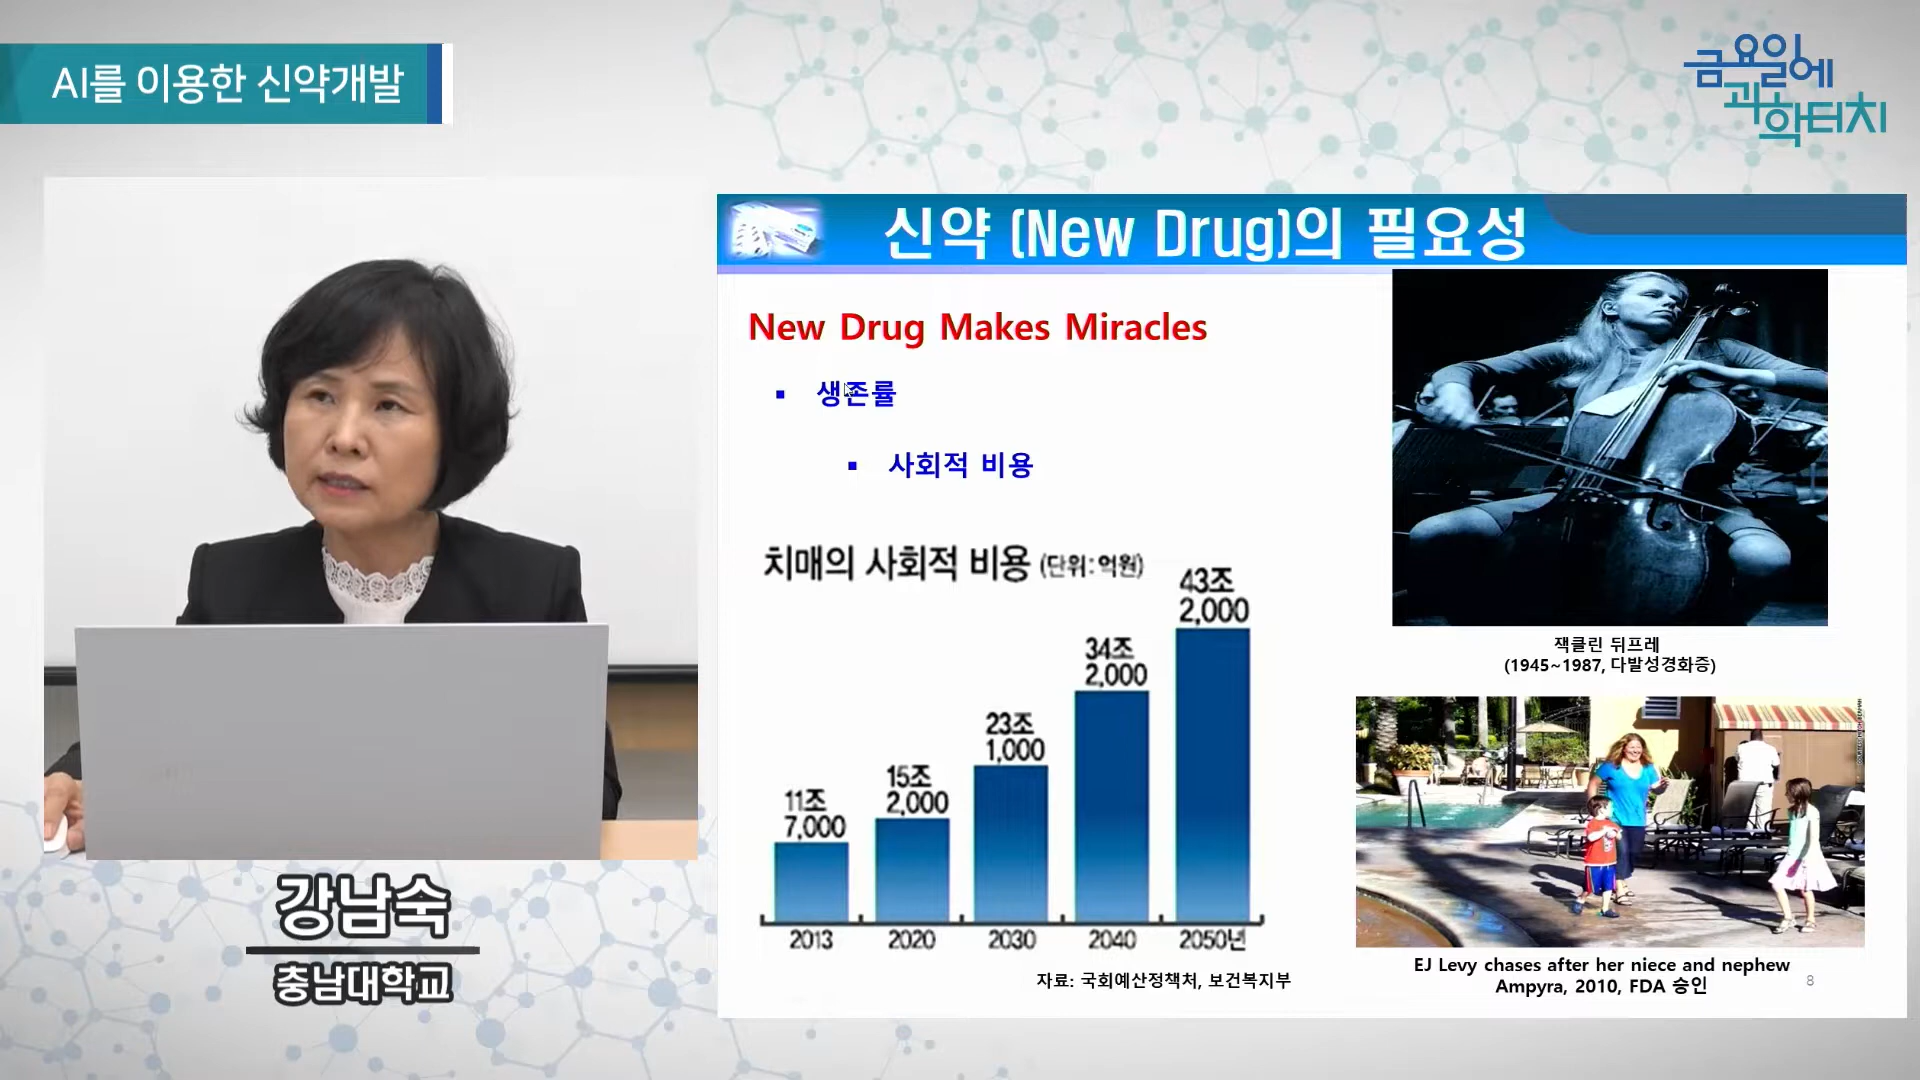 AI를 이용한 신약개발
금요일에
과학터치
신약 (New Drug)의 필요성
New Drug Makes Miracles
▪ 생존률
▪ 사회적 비용
치매의 사회적 비용 (단위:억원)
11조
7,000
15조
2,000
23조
1,000
34조
2,000
43조
2,000
2013 2020 2030 2040 2050년
자료: 국회예산정책처, 보건복지부
잭클린 뒤프레
(1945~1987, 다발성경화증)
EJ Levy chases after her niece and nephew
Ampyra, 2010, FDA 승인
8
강남숙
충남대학교